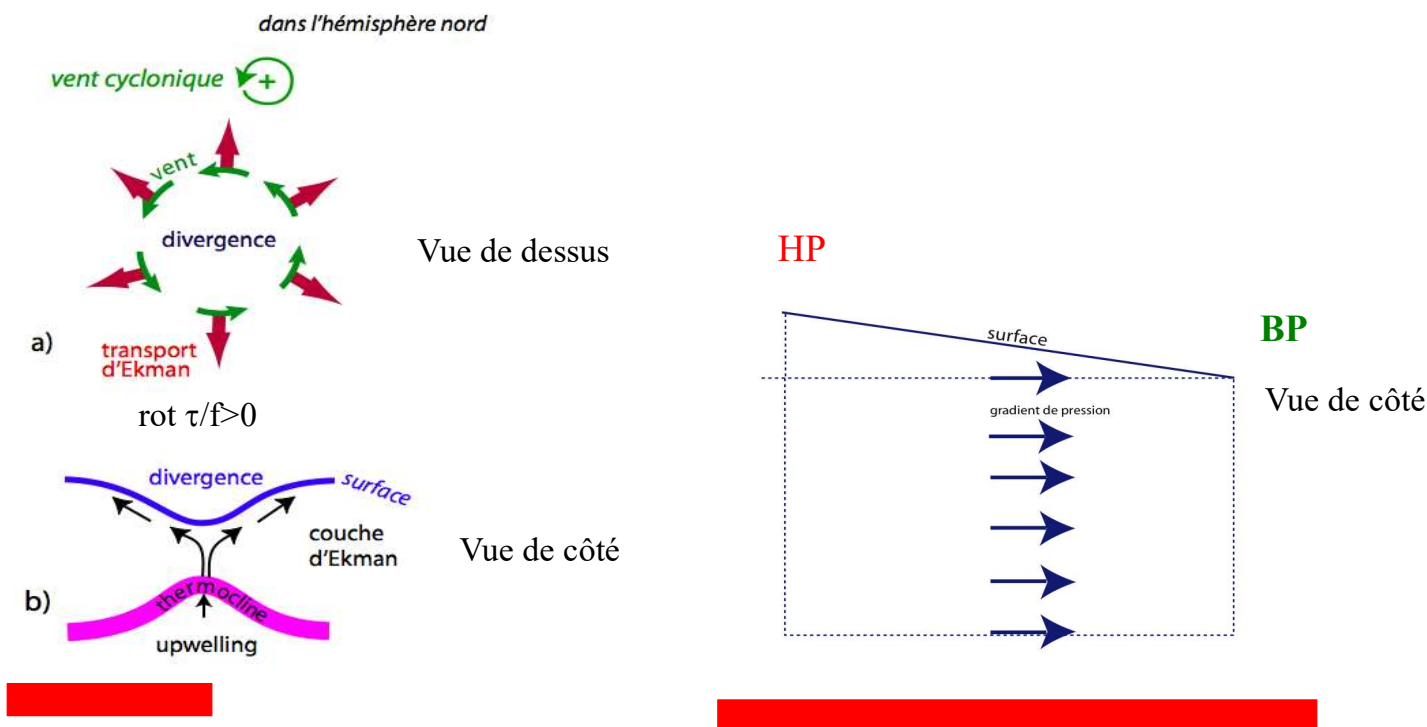 dans l'hémisphère nord
vent cyclonique
+
vent
divergence
Vue de dessus
a)
transport
d'Ekman
rot τ/f>0
divergence
surface
couche
d'Ekman
Vue de côté
b)
thermocline
upwelling
HP
surface
BP
gradient de pression
Vue de côté